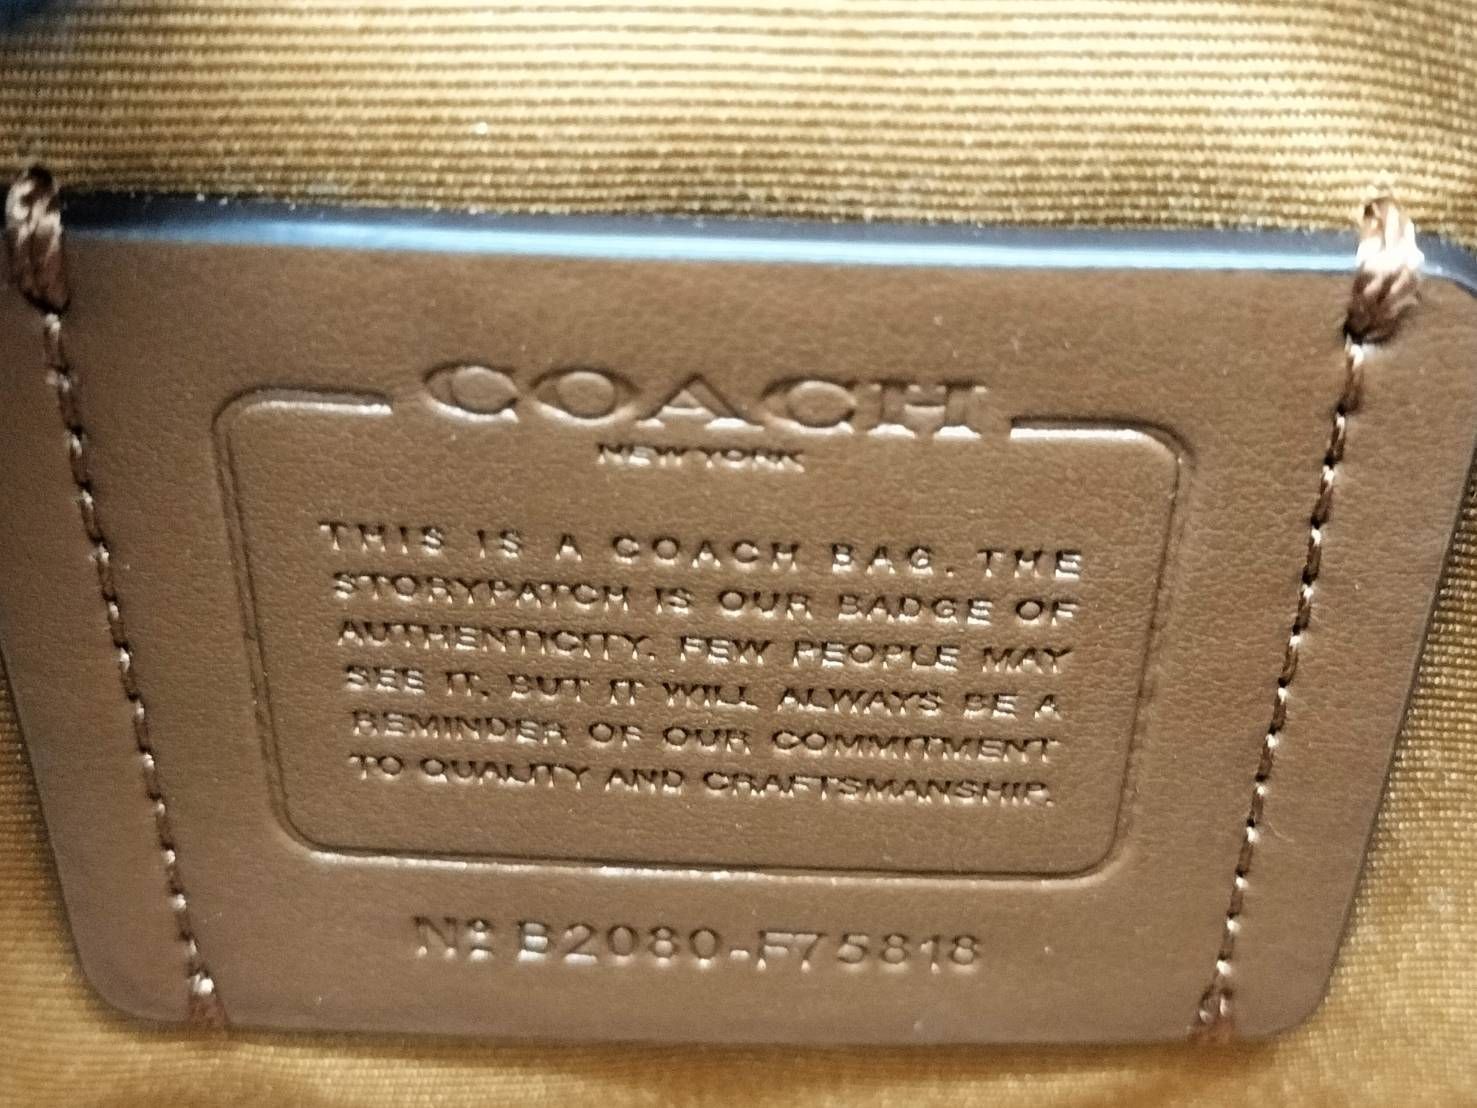 COACH
NEW YORK
THIS IS A COACH BAG. THE
STORYPATCH IS OUR BADGE OF
AUTHENTICITY. FEW PEOPLE MAY
SEE IT, BUT IT WILL ALWAYS BE A
REMINDER OF OUR COMMITMENT
TO QUALITY AND CRAFTSMANSHIP.
Nº B2080-F75818